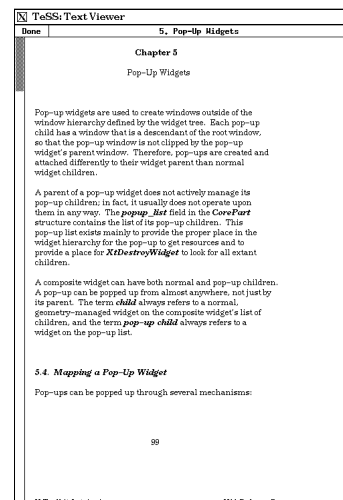 TeSS: Text Viewer
Done
5. Pop-Up Widgets
Chapter 5
Pop-Up Widgets
Pop-up widgets are used to create windows outside of the
window hierarchy defined by the widget tree. Each pop-up
child has a window that is a descendant of the root window,
so that the pop-up window is not clipped by the pop-up
widget's parent window. Therefore, pop-ups are created and
attached differently to their widget parent than normal
widget children.
A parent of a pop-up widget does not actively manage its
pop-up children; in fact, it usually does not operate upon
them in any way. The popup_list field in the CorePart
structure contains the list of its pop-up children. This
pop-up list exists mainly to provide the proper place in the
widget hierarchy for the pop-up to get resources and to
provide a place for XtDestroyWidget to look for all extant
children.
A composite widget can have both normal and pop-up children.
A pop-up can be popped up from almost anywhere, not just by
its parent. The term child always refers to a normal,
geometry-managed widget on the composite widget's list of
children, and the term pop-up child always refers to a
widget on the pop-up list.
5.4. Mapping a Pop-Up Widget
Pop-ups can be popped up through several mechanisms:
99